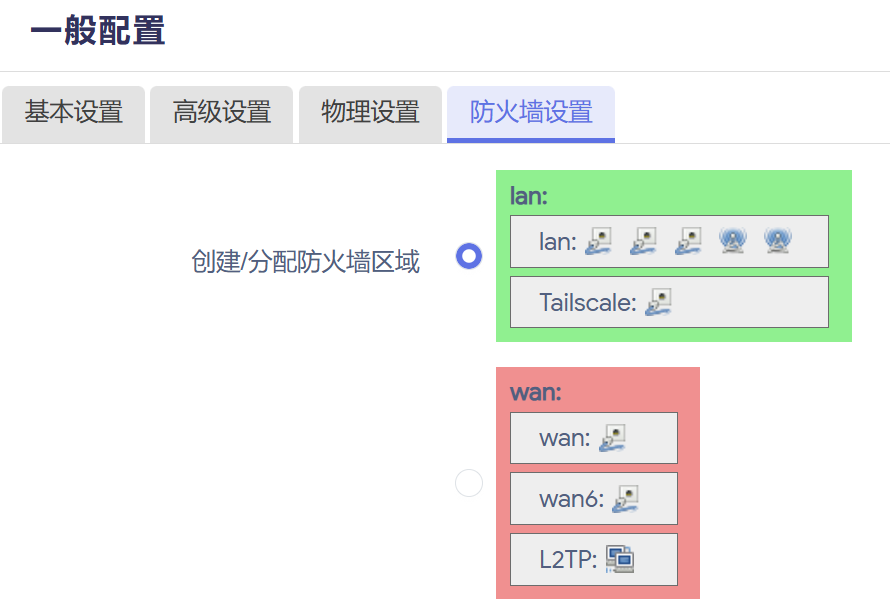 一般配置
基本设置 高级设置 物理设置 防火墙设置
创建/分配防火墙区域
lan:
lan:
Tailscale:
wan:
wan:
wan6:
L2TP: